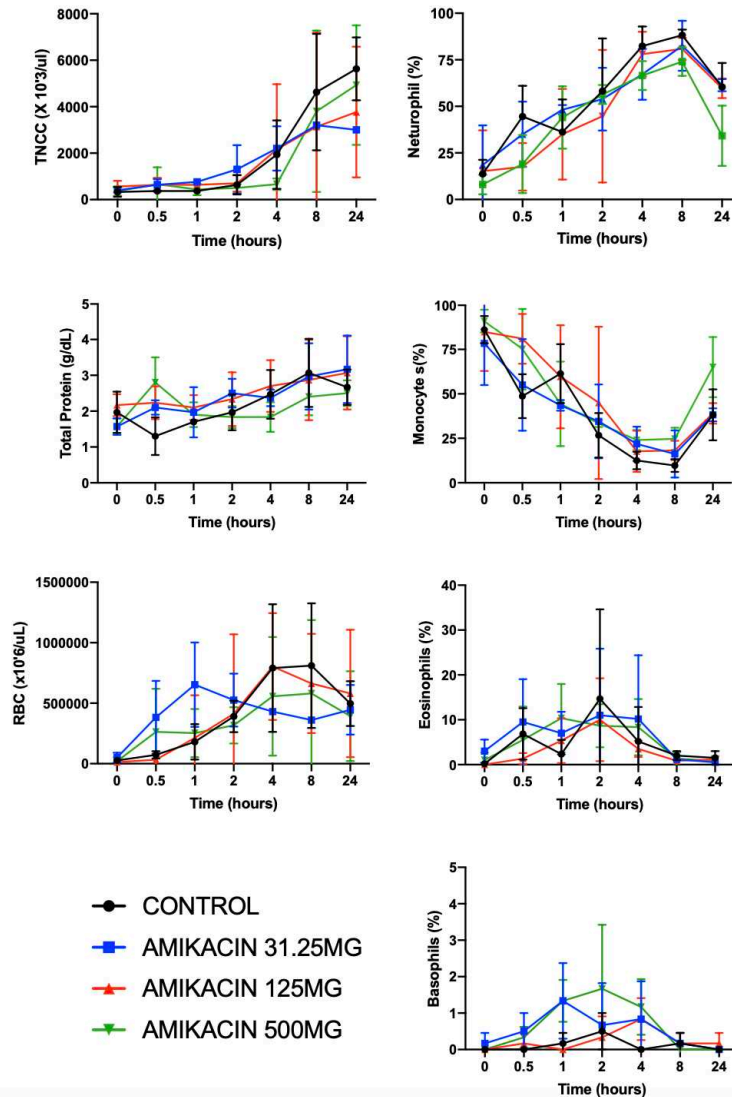 TNCC (X 10'3/ul)
8000
6000
4000
2000
0
0 0.5 1 2 4 8 24
Time (hours)
Neturophil (%)
100
75
50
25
0
0 0.5 1 2 4 8 24
Time (hours)
Total Protein (g/dL)
5
4
3
2
1
0
0 0.5 1 2 4 8 24
Time (hours)
Monocyte s(%)
100
75
50
25
0
0 0.5 1 2 4 8 24
Time (hours)
RBC (x10'6/uL)
1500000
1000000
500000
0
0 0.5 1 2 4 8 24
Time (hours)
Eosinophils (%)
40
30
20
10
0
0 0.5 1 2 4 8 24
Time (hours)
CONTROL
AMIKACIN 31.25MG
AMIKACIN 125MG
AMIKACIN 500MG
Basophils (%)
5
4
3
2
1
0
0 0.5 1 2 4 8 24
Time (hours)